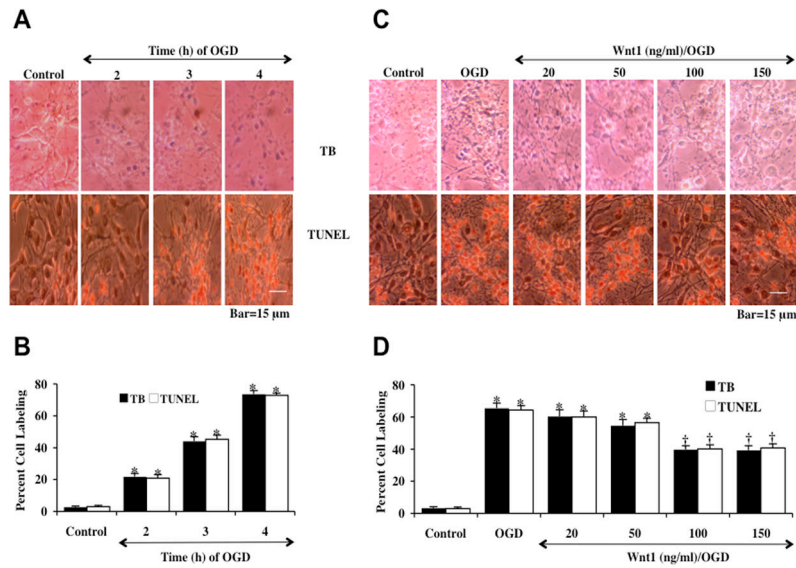 A
Time (h) of OGD
Control 2 3 4
TB
TUNEL
Bar=15 µm
B
Percent Cell Labeling
80
60
40
20
0
TB TUNEL
* * * * * *
Control 2 3 4
Time (h) of OGD
C
Wnt1 (ng/ml)/OGD
Control OGD 20 50 100 150
Bar=15 µm
D
Percent Cell Labeling
80
60
40
20
0
TB
TUNEL
* * * * * * † † † †
Control OGD 20 50 100 150
Wnt1 (ng/ml)/OGD